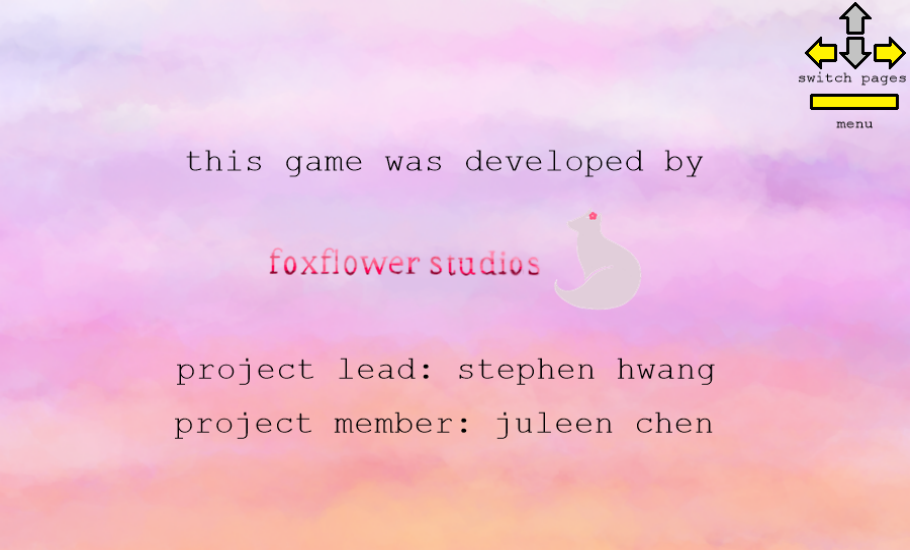 switch pages
menu
this game was developed by
foxflower studios
project lead: stephen hwang
project member: juleen chen